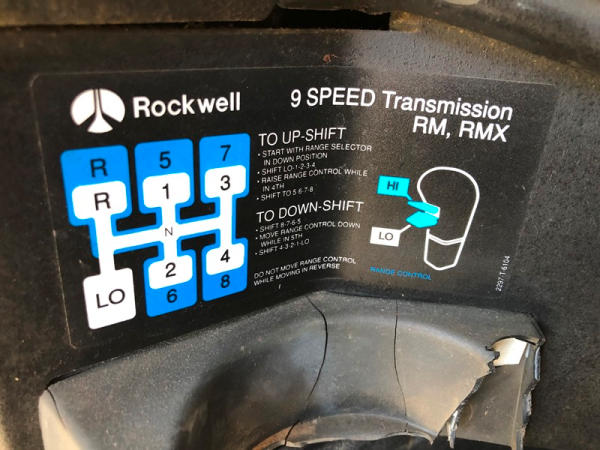 Rockwell
9 SPEED Transmission
RM, RMX
R 5 7
R 1 3
N
LO 2 4
6 8
TO UP-SHIFT
• START WITH RANGE SELECTOR
IN DOWN POSITION
• SHIFT LO-1-2-3-4
• RAISE RANGE CONTROL WHILE
IN 4TH
• SHIFT TO 5-6-7-8
TO DOWN-SHIFT
• SHIFT 8-7-6-5
• MOVE RANGE CONTROL DOWN
WHILE IN 5TH
• SHIFT 4-3-2-1-LO
DO NOT MOVE RANGE CONTROL
WHILE MOVING IN REVERSE
HI
LO
RANGE CONTROL
2297-T-6104